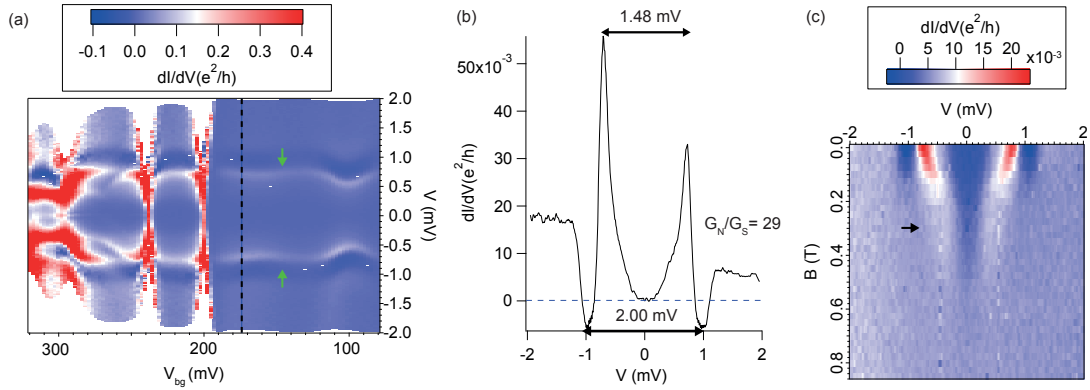 (a)
-0.1 0.0 0.1 0.2 0.3 0.4
dI/dV(e²/h)
2.0
1.5
1.0
0.5
0.0
-0.5
-1.0
-1.5
-2.0
V (mV)
300 200 100
V_bg (mV)
(b)
1.48 mV
50x10⁻³
40
30
20
10
0
dI/dV(e²/h)
G_N/G_S= 29
2.00 mV
-2 -1 0 1 2
V (mV)
(c)
dI/dV(e²/h)
0 10 20 x10⁻³
V (mV)
-2 -1 0 1 2
0.0
0.2
0.4
0.6
0.8
B (T)